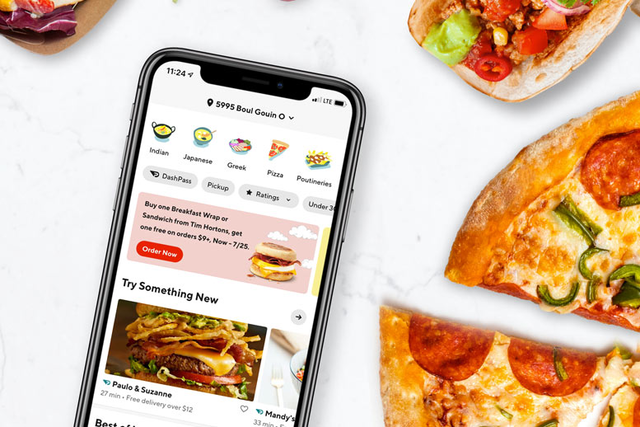 11:24
LTE
5995 Boul Gouin O
Indian
Japanese
Greek
Pizza
Poutineries
DashPass
Pickup
Ratings
Under
Buy one Breakfast Wrap or
Sandwich from Tim Hortons, get
one free on orders $9+, Now - 7/25.
Order Now
Try Something New
Paulo & Suzanne
27 min • Free delivery over $12
Mandy's
33 min
Best of